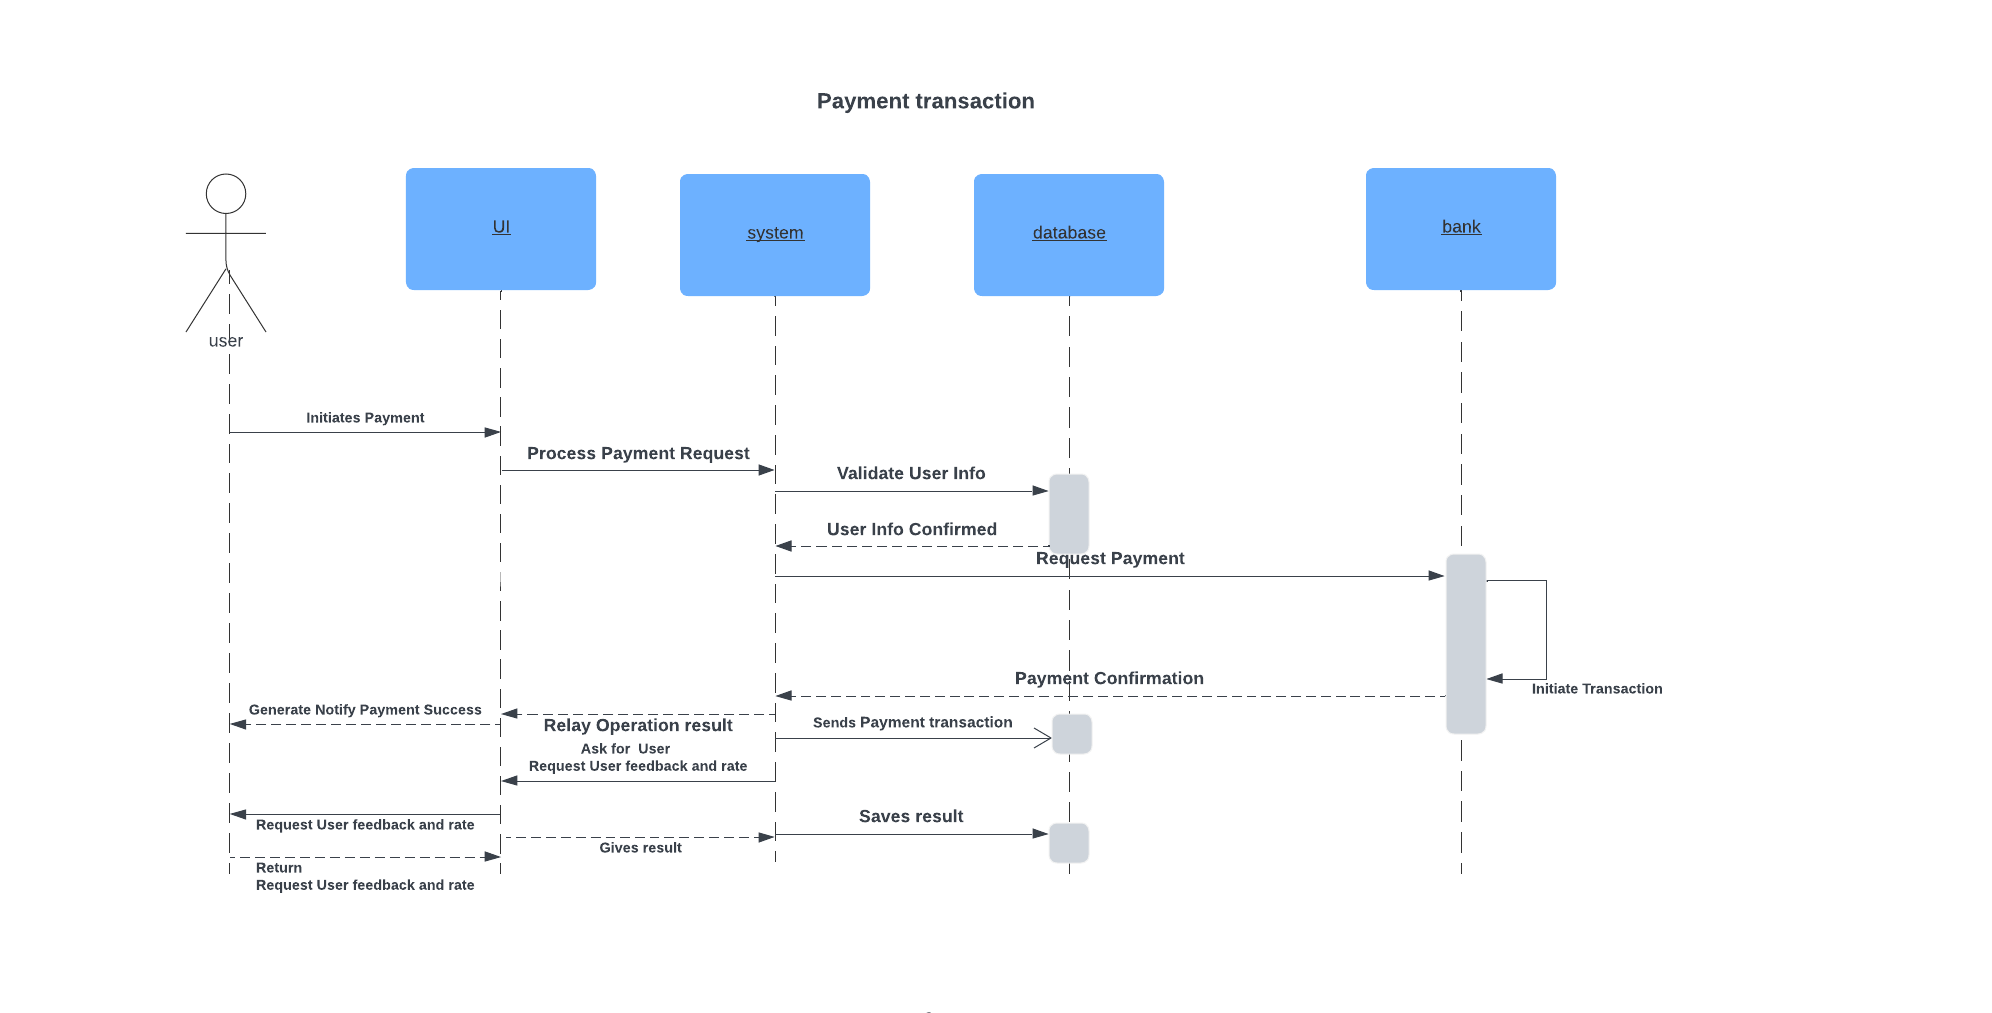 Payment transaction
UI
system
database
bank
user
Initiates Payment
Process Payment Request
Validate User Info
User Info Confirmed
Request Payment
Payment Confirmation
Initiate Transaction
Generate Notify Payment Success
Relay Operation result
Sends Payment transaction
Ask for  User
Request User feedback and rate
Saves result
Request User feedback and rate
Gives result
Return
Request User feedback and rate